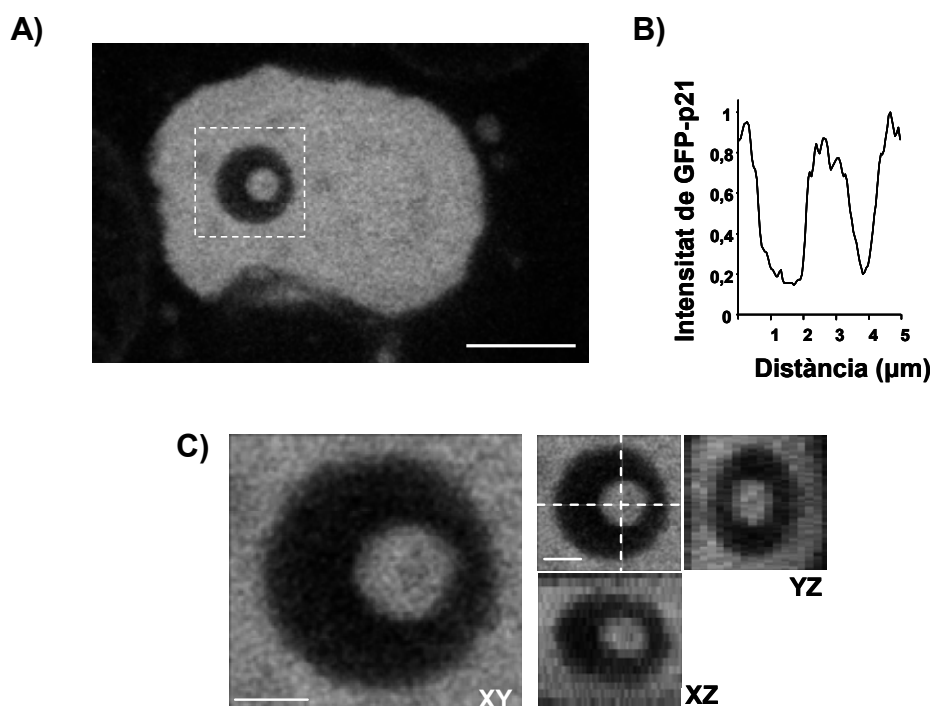 A)
B)
Intensitat de GFP-p21
1
0,8
0,6
0,4
0,2
0
1 2 3 4 5
Distància (µm)
C)
XY
YZ
XZ